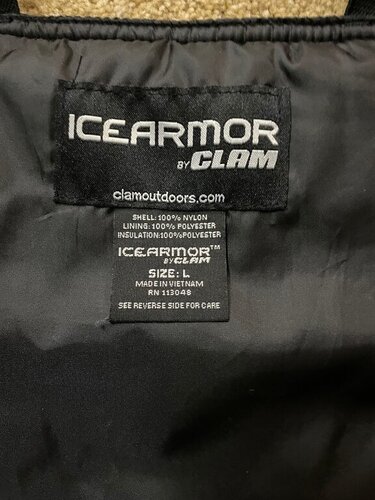 ICEARMOR
BY CLAM
clamoutdoors.com
SHELL: 100% NYLON
LINING: 100% POLYESTER
INSULATION: 100% POLYESTER
ICEARMOR™
BY CLAM
SIZE: L
MADE IN VIETNAM
RN 113048
SEE REVERSE SIDE FOR CARE